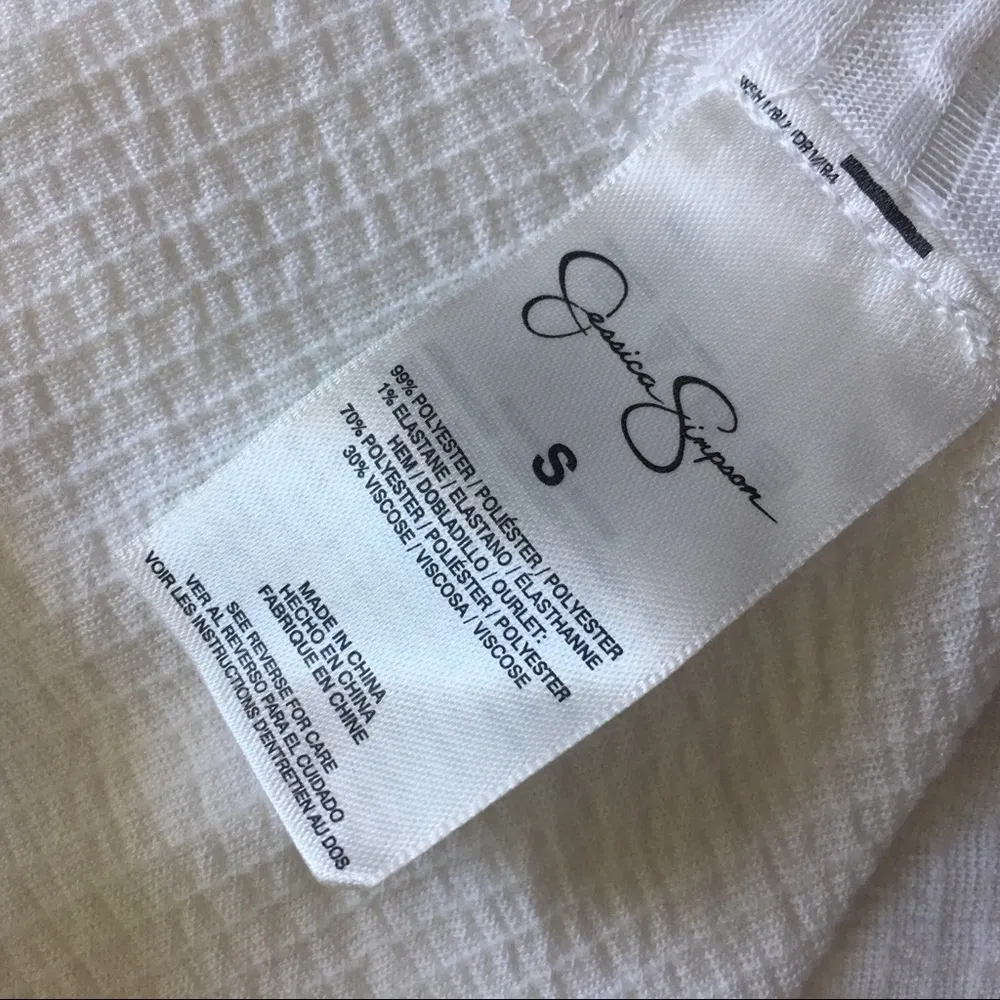 Jessica Simpson
S
99% POLYESTER / POLIÉSTER / POLYESTER
1% ELASTANE / ELASTANO / ÉLASTHANNE
HEM / DOBLADILLO / OURLET:
70% POLYESTER / POLIÉSTER / POLYESTER
30% VISCOSE / VISCOSA / VISCOSE
MADE IN CHINA
HECHO EN CHINA
FABRIQUE EN CHINE
SEE REVERSE FOR CARE
VER AL REVERSO PARA EL CUIDADO
VOIR LES INSTRUCTIONS D'ENTRETIEN AU DOS